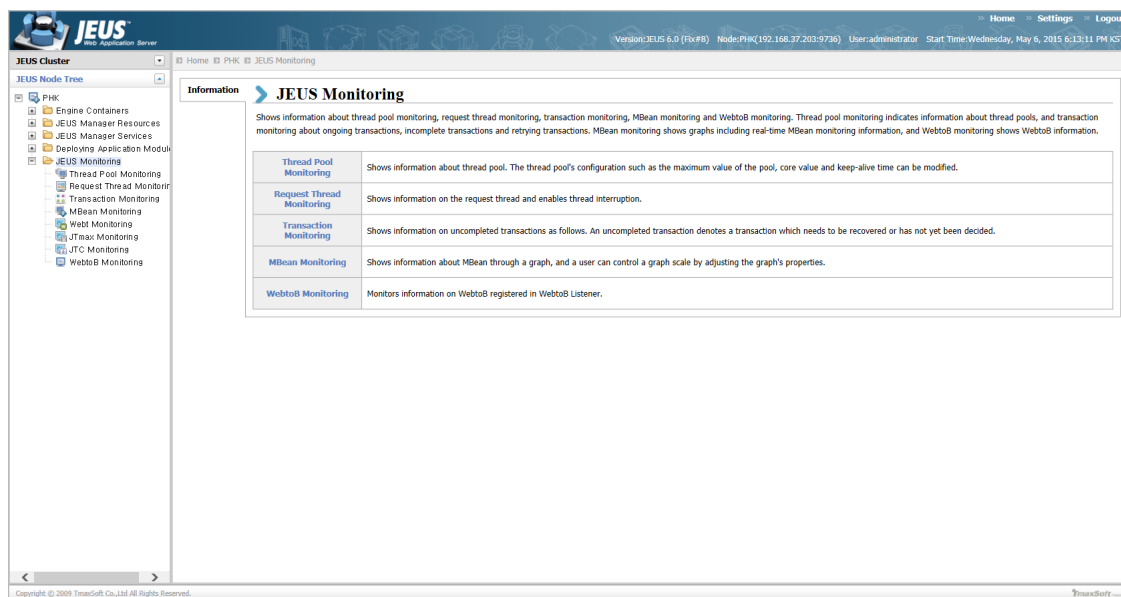 JEUS™
Web Application Server
Home Settings Logou
Version:JEUS 6.0 (Fix#8) Node:PHK(192.168.37.203:9736) User:administrator Start Time:Wednesday, May 6, 2015 6:13:11 PM KS
JEUS Cluster
Home PHK JEUS Monitoring
JEUS Node Tree
PHK
Engine Containers
JEUS Manager Resources
JEUS Manager Services
Deploying Application Modul
JEUS Monitoring
Thread Pool Monitoring
Request Thread Monitorin
Transaction Monitoring
MBean Monitoring
Webt Monitoring
JTmax Monitoring
JTC Monitoring
WebtoB Monitoring
Information
JEUS Monitoring
Shows information about thread pool monitoring, request thread monitoring, transaction monitoring, MBean monitoring and WebtoB monitoring. Thread pool monitoring indicates information about thread pools, and transaction
monitoring about ongoing transactions, incomplete transactions and retrying transactions. MBean monitoring shows graphs including real-time MBean monitoring information, and WebtoB monitoring shows WebtoB information.
Thread Pool
Monitoring
Shows information about thread pool. The thread pool's configuration such as the maximum value of the pool, core value and keep-alive time can be modified.
Request Thread
Monitoring
Shows information on the request thread and enables thread interruption.
Transaction
Monitoring
Shows information on uncompleted transactions as follows. An uncompleted transaction denotes a transaction which needs to be recovered or has not yet been decided.
MBean Monitoring
Shows information about MBean through a graph, and a user can control a graph scale by adjusting the graph's properties.
WebtoB Monitoring
Monitors information on WebtoB registered in WebtoB Listener.
Copyright © 2009 TmaxSoft Co.,Ltd All Rights Reserved.
TmaxSoft